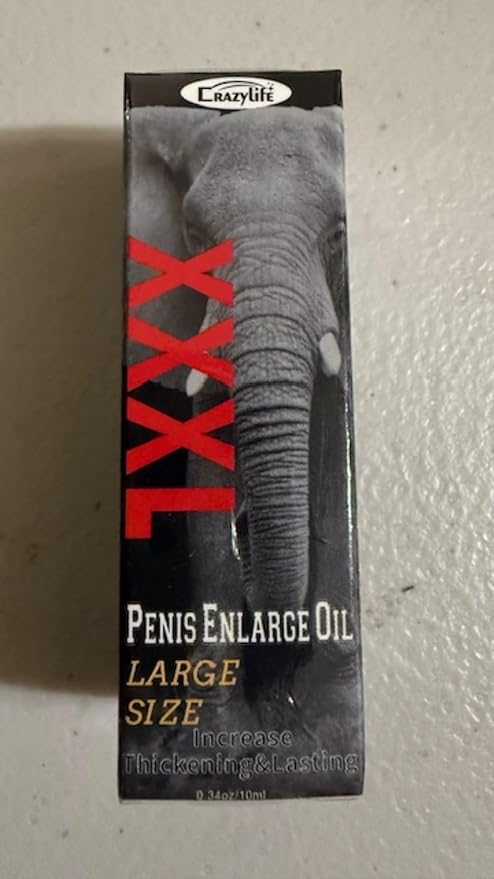 CRAZYLIFE
XXXL
PENIS ENLARGE OIL
LARGE
SIZE
Increase
Thickening&Lasting
0.34oz/10ml